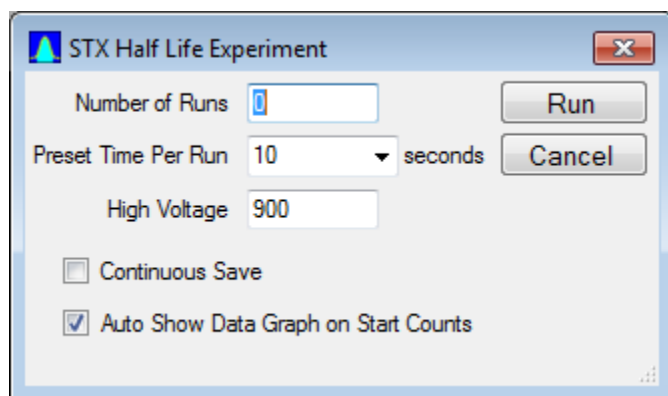 STX Half Life Experiment
Number of Runs 0 Run
Preset Time Per Run 10 seconds Cancel
High Voltage 900
Continuous Save
Auto Show Data Graph on Start Counts